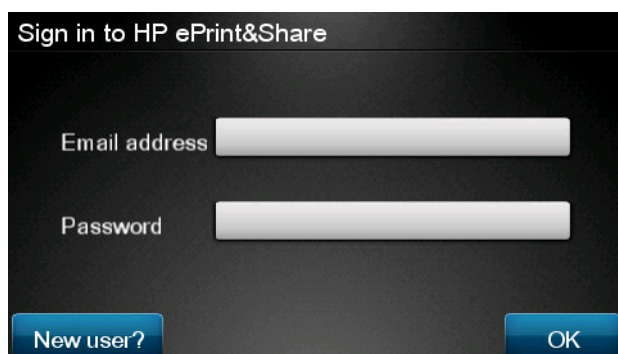 Sign in to HP ePrint&Share
Email address
Password
New user?
OK